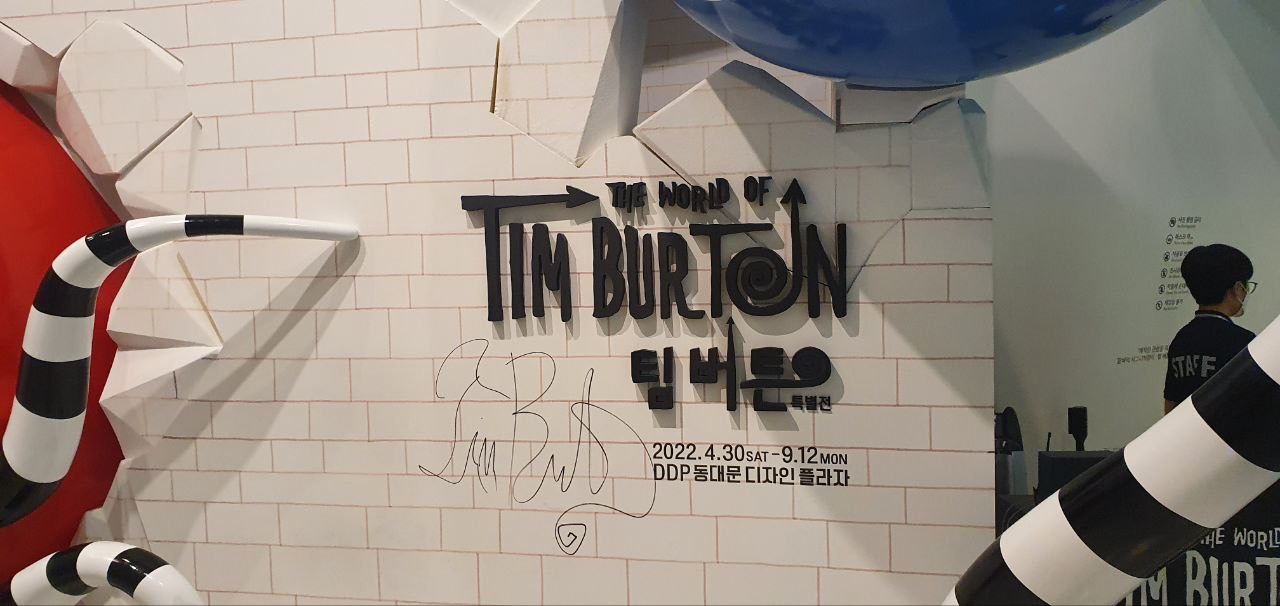 THE WORLD OF
TIM BURTON
팀 버튼
특별전
Tim Burton
2022.4.30 SAT - 9.12 MON
DDP 동대문 디자인 플라자
STAFF
THE WORLD
M BURT